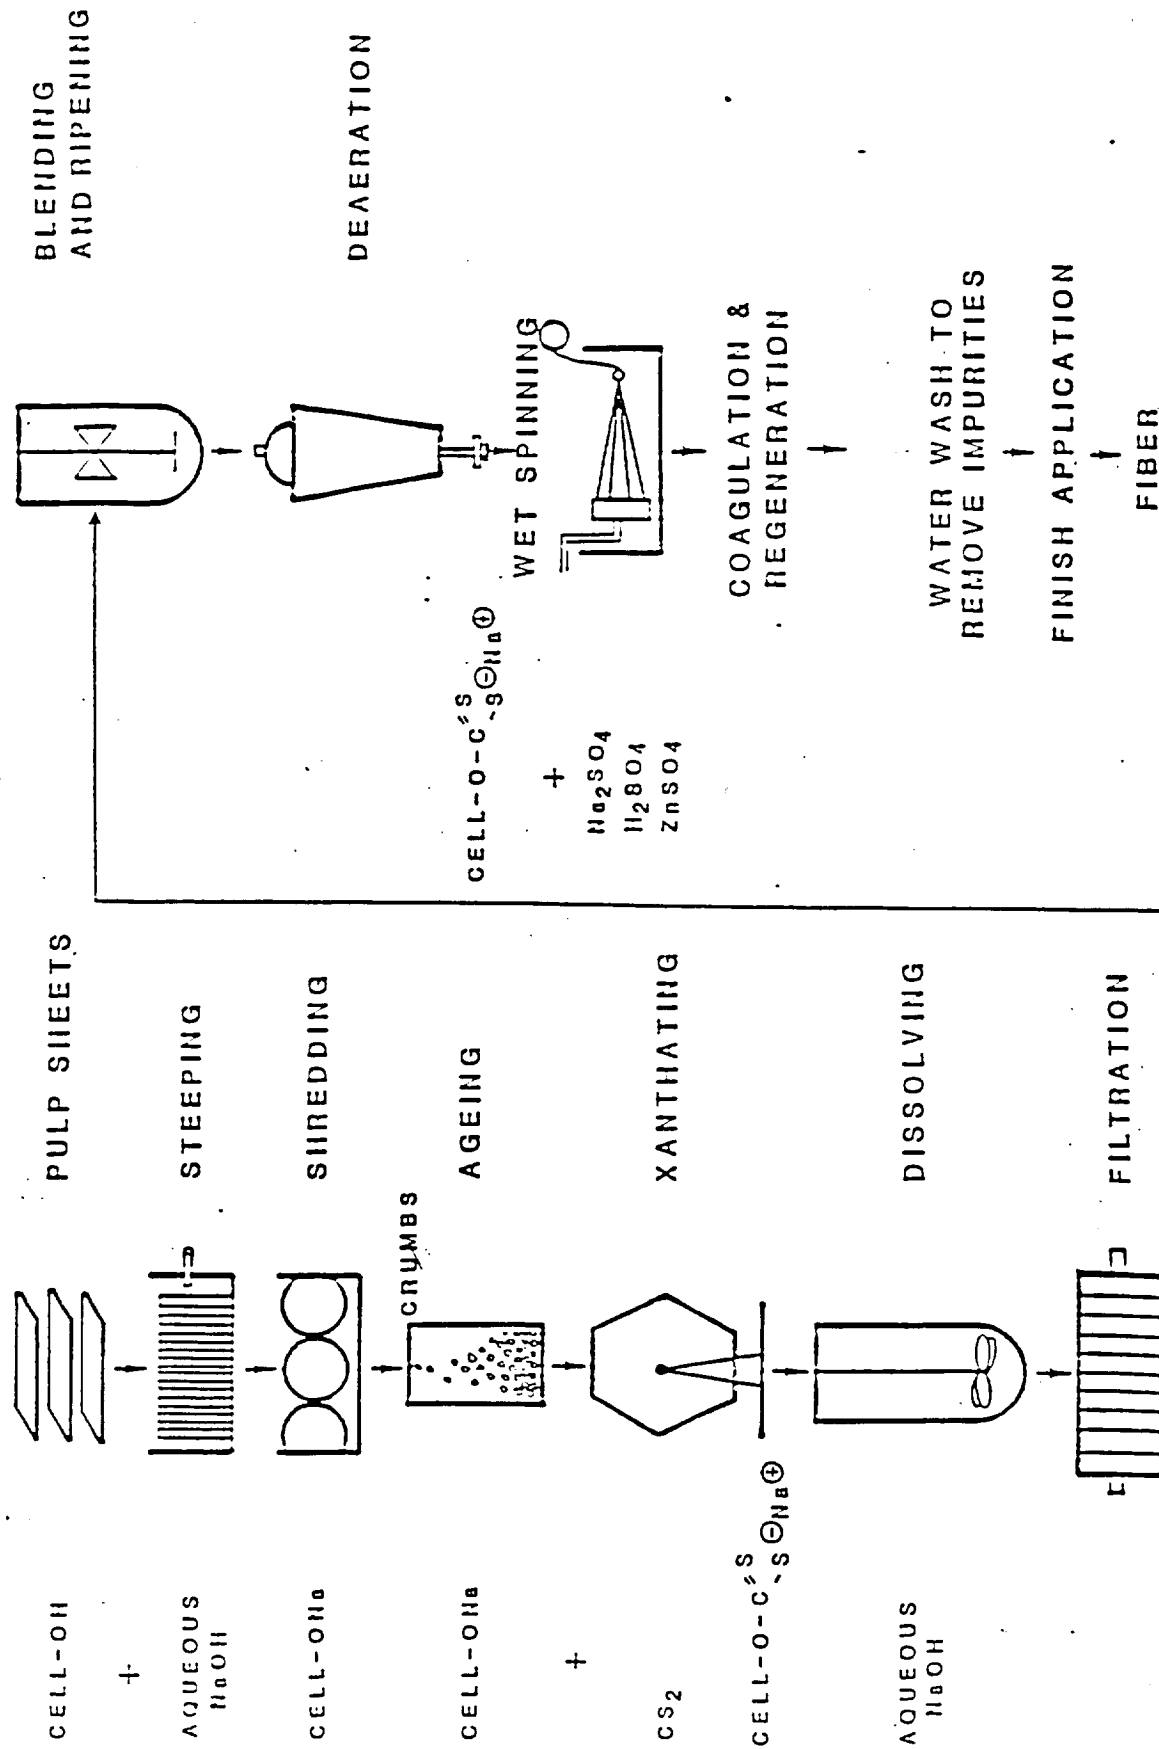 CELL-OH
+
AQUEOUS
NaOH
CELL-ONa
CELL-ONa
+
CS2
CELL-O-C=S
-S⊖Na⊕
AQUEOUS
NaOH
PULP SHEETS
STEEPING
SHREDDING
CRUMBS
AGEING
XANTHATING
DISSOLVING
FILTRATION
BLENDING
AND RIPENING
DEAERATION
CELL-O-C=S
-S⊖Na⊕
+
Na2SO4
H2SO4
ZnSO4
WET SPINNING
COAGULATION &
REGENERATION
WATER WASH TO
REMOVE IMPURITIES
FINISH APPLICATION
FIBER